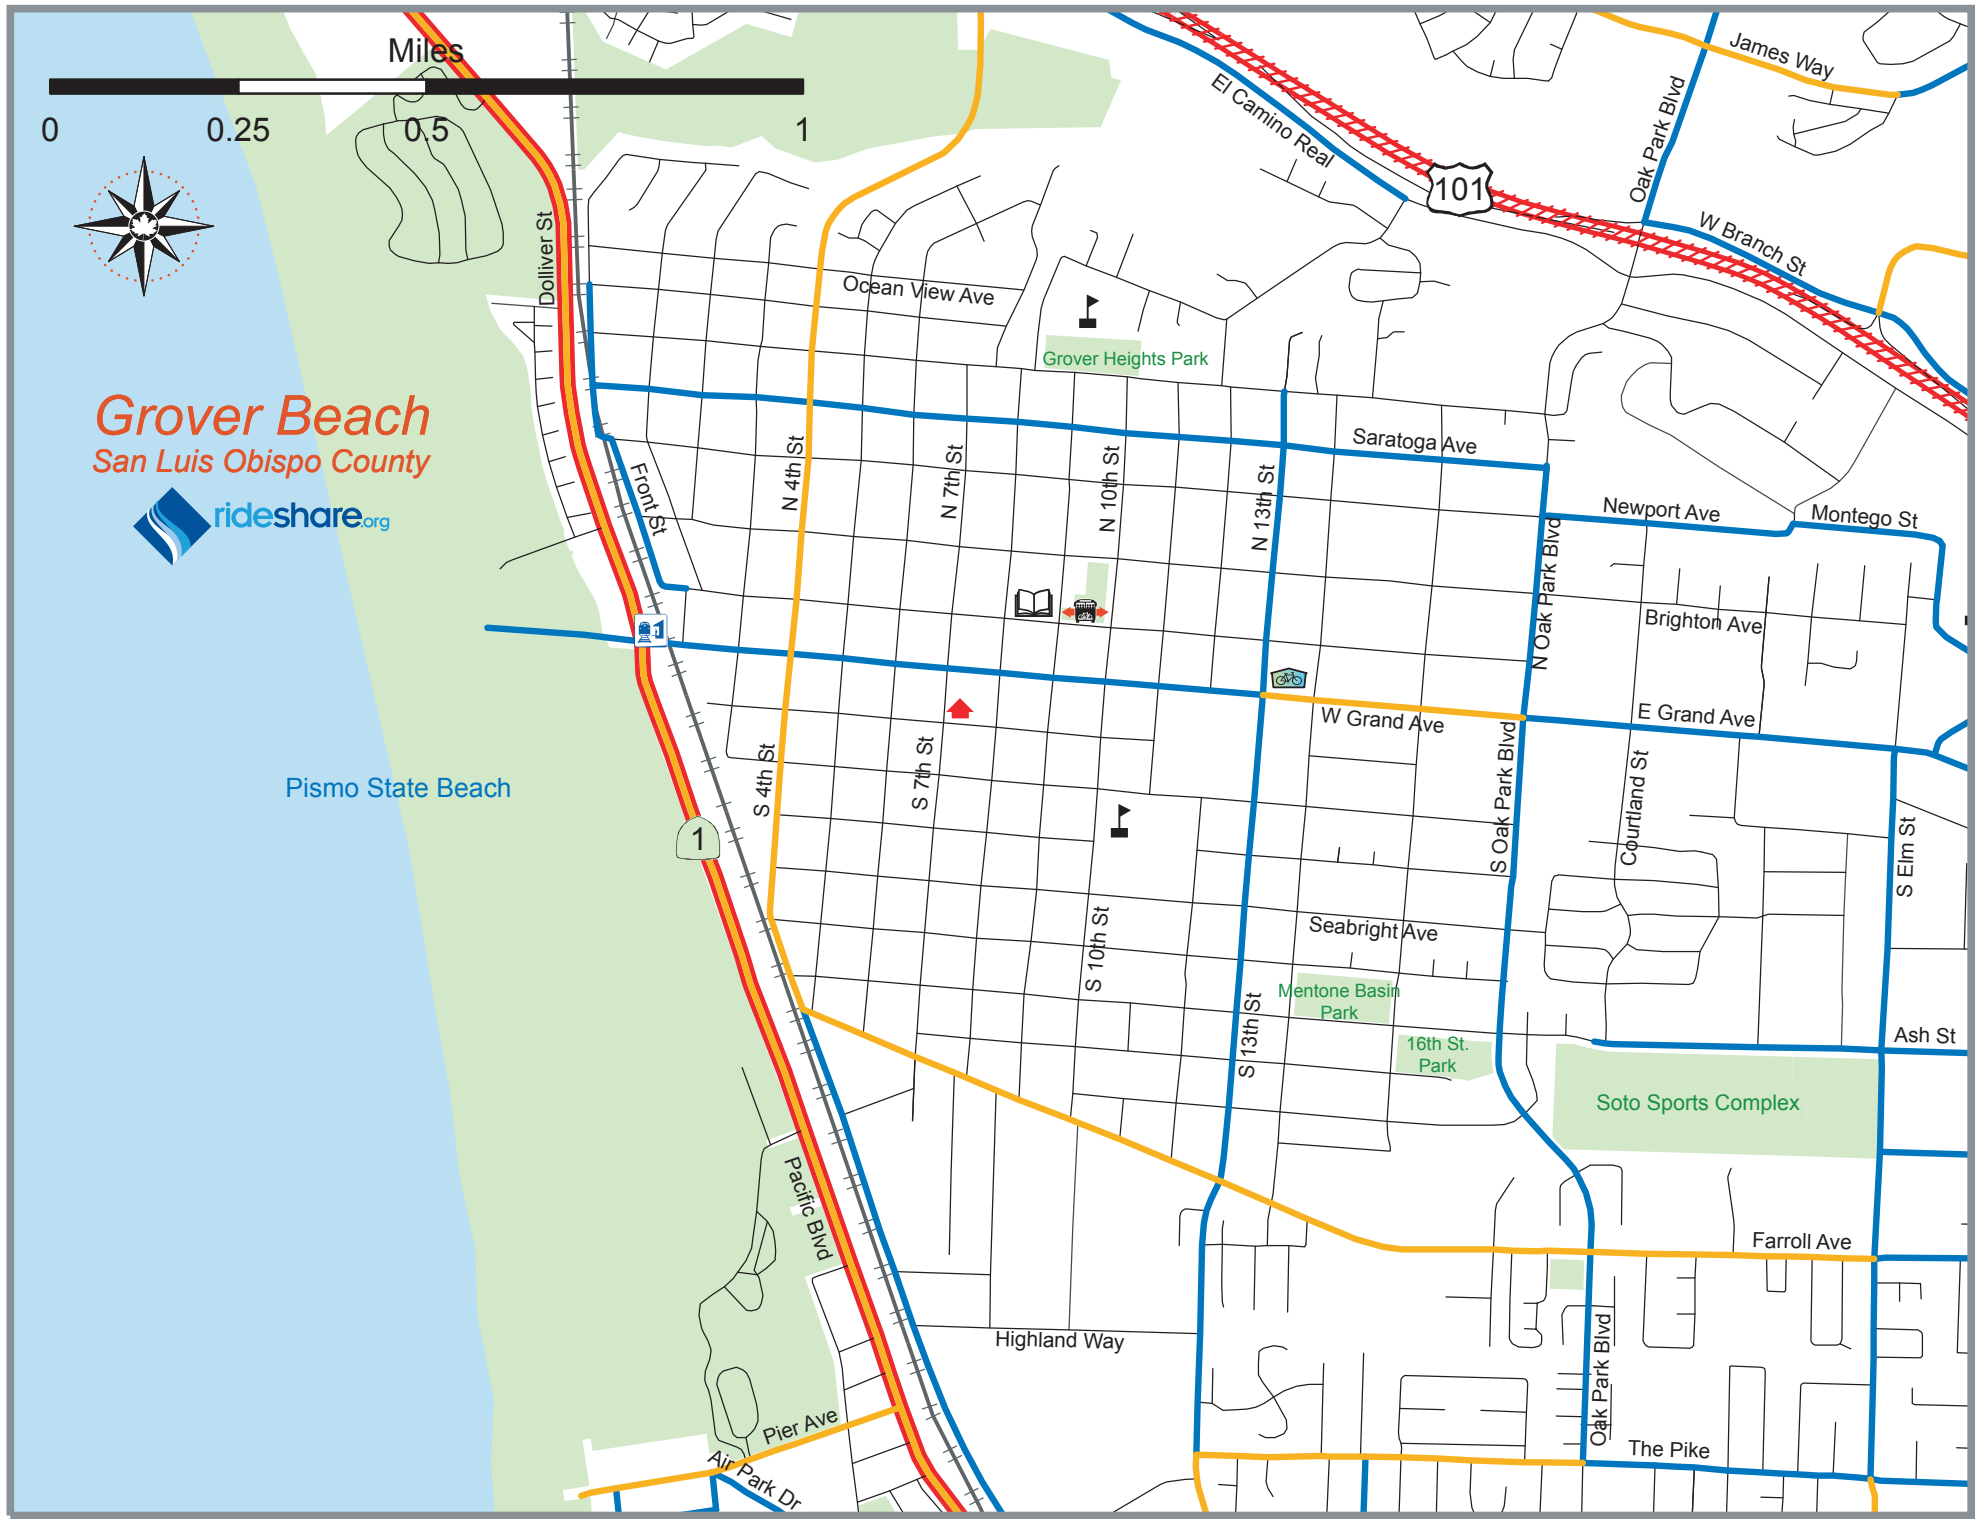 Miles
0
0.25
0.5
1
James Way
El Camino Real
Oak Park Blvd
101
W Branch St
Dolliver St
Ocean View Ave
Grover Heights Park
Grover Beach
San Luis Obispo County
rideshare.org
Front St
N 4th St
N 7th St
N 10th St
N 13th St
Saratoga Ave
Newport Ave
Montego St
N Oak Park Blvd
Brighton Ave
W Grand Ave
E Grand Ave
Pismo State Beach
1
S 4th St
S 7th St
S Oak Park Blvd
Courtland St
S Elm St
S 10th St
Seabright Ave
Mentone Basin
Park
S 13th St
16th St.
Park
Ash St
Soto Sports Complex
Pacific Blvd
Farroll Ave
Highland Way
Oak Park Blvd
Pier Ave
Air Park Dr
The Pike